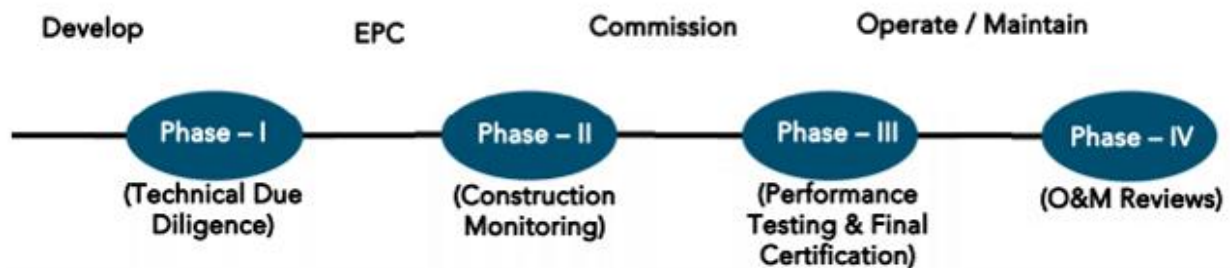 Develop
EPC
Commission
Operate / Maintain
Phase – I
Phase – II
Phase – III
Phase – IV
(Technical Due
Diligence)
(Construction
Monitoring)
(Performance
Testing & Final
Certification)
(O&M Reviews)